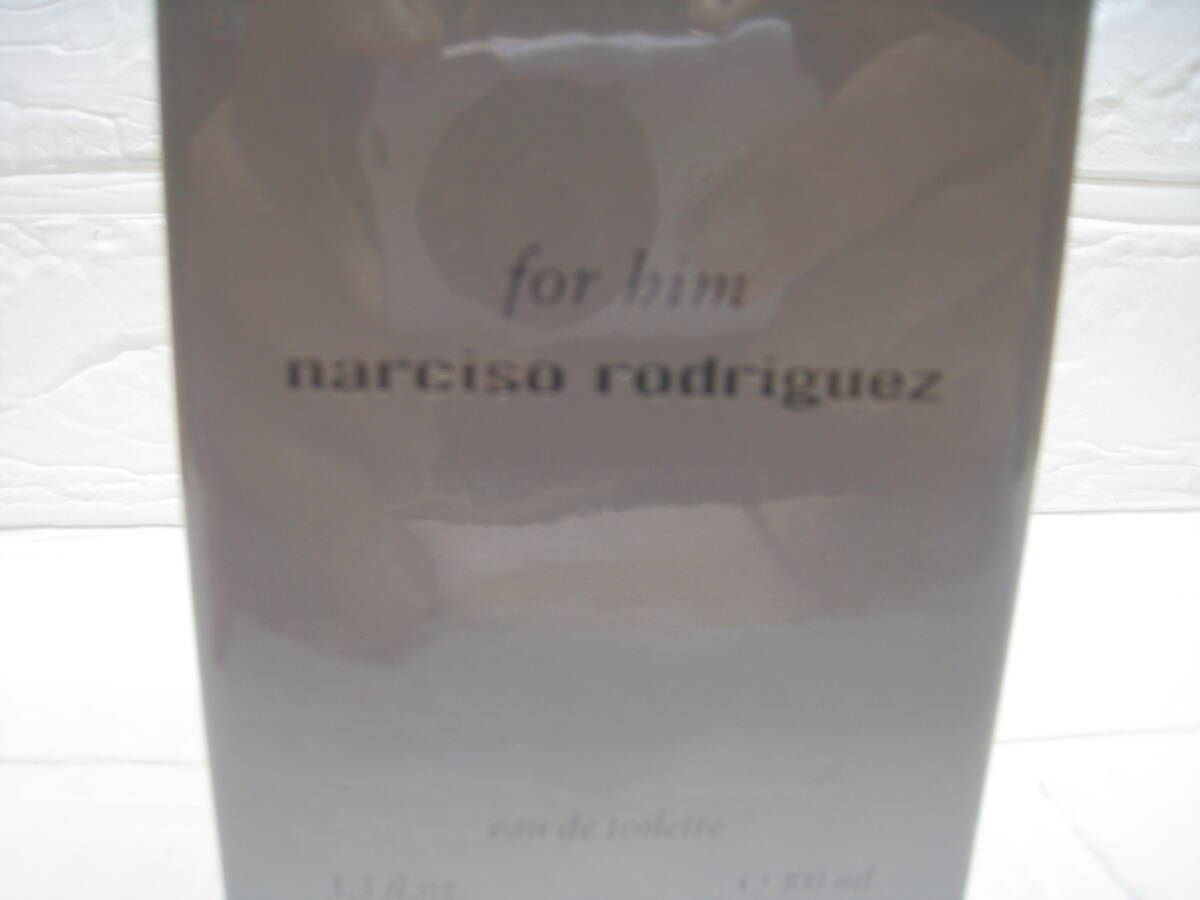 for him
narciso rodriguez
eau de toilette
3.3 fl.oz. ℮ 100 ml